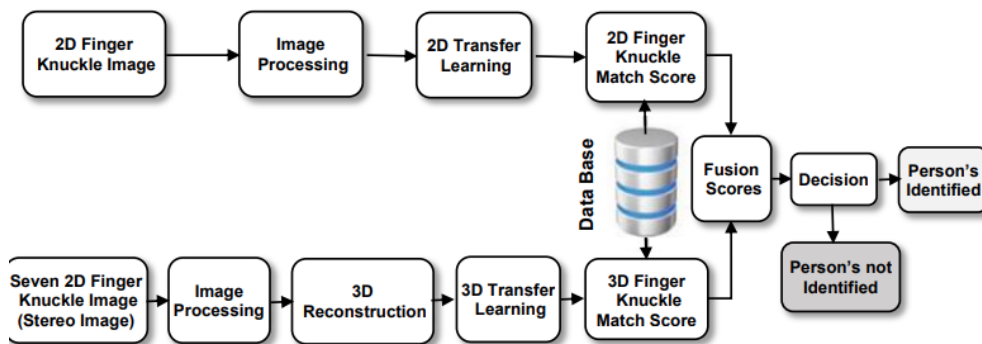 2D Finger
Knuckle Image
Image
Processing
2D Transfer
Learning
2D Finger
Knuckle
Match Score
Data Base
Fusion
Scores
Decision
Person's
Identified
Person's not
Identified
Seven 2D Finger
Knuckle Image
(Stereo Image)
Image
Processing
3D
Reconstruction
3D Transfer
Learning
3D Finger
Knuckle
Match Score